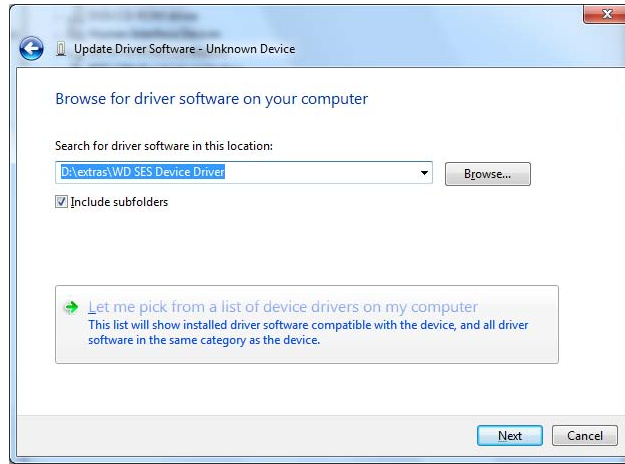 Update Driver Software - Unknown Device
Browse for driver software on your computer
Search for driver software in this location:
D:\extras\WD SES Device Driver
Browse...
Include subfolders
Let me pick from a list of device drivers on my computer
This list will show installed driver software compatible with the device, and all driver
software in the same category as the device.
Next
Cancel